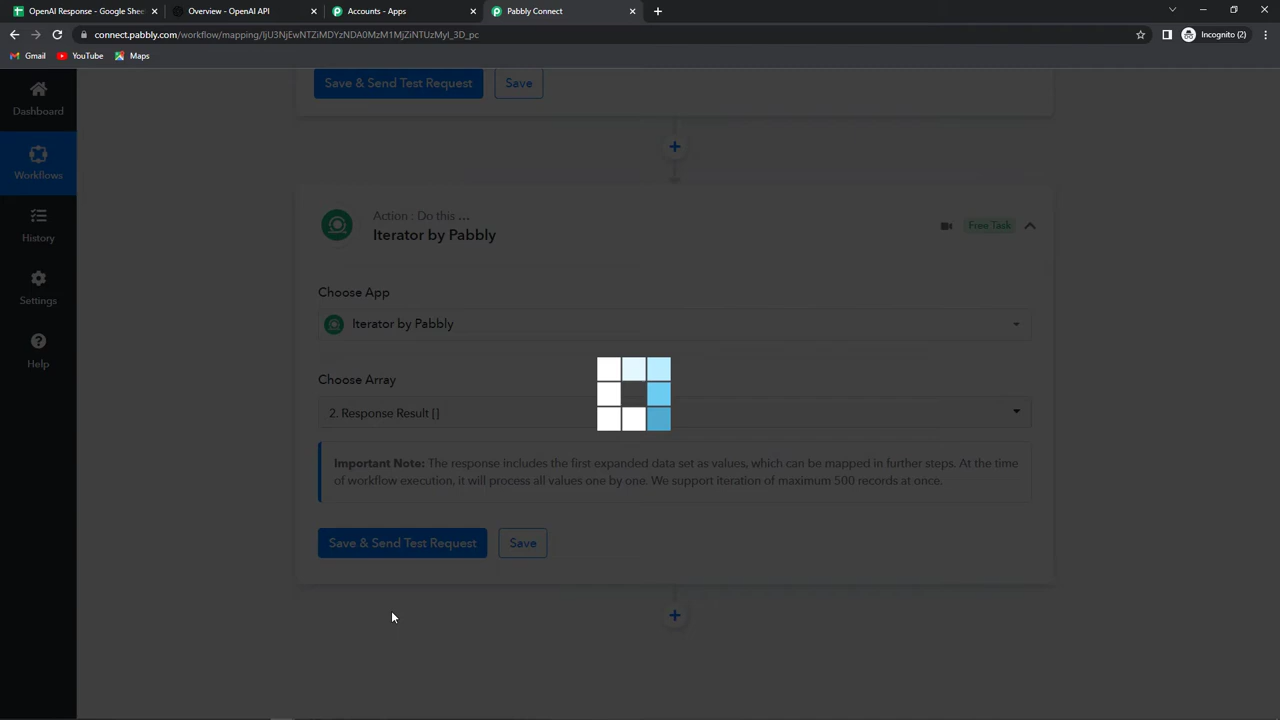 OpenAI Response - Google Shee
Overview - OpenAI API
Accounts - Apps
Pabbly Connect
connect.pabbly.com/workflow/mapping/IjU3NjEwNTZiMDYzNDA0MzM1MjZiNTUzMyI_3D_pc
Incognito (2)
Gmail
YouTube
Maps
Dashboard
Workflows
History
Settings
Help
Save & Send Test Request
Save
Action : Do this ...
Iterator by Pabbly
Free Task
Choose App
Iterator by Pabbly
Choose Array
2. Response Result []
Important Note: The response includes the first expanded data set as values, which can be mapped in further steps. At the time
of workflow execution, it will process all values one by one. We support iteration of maximum 500 records at once.
Save & Send Test Request
Save